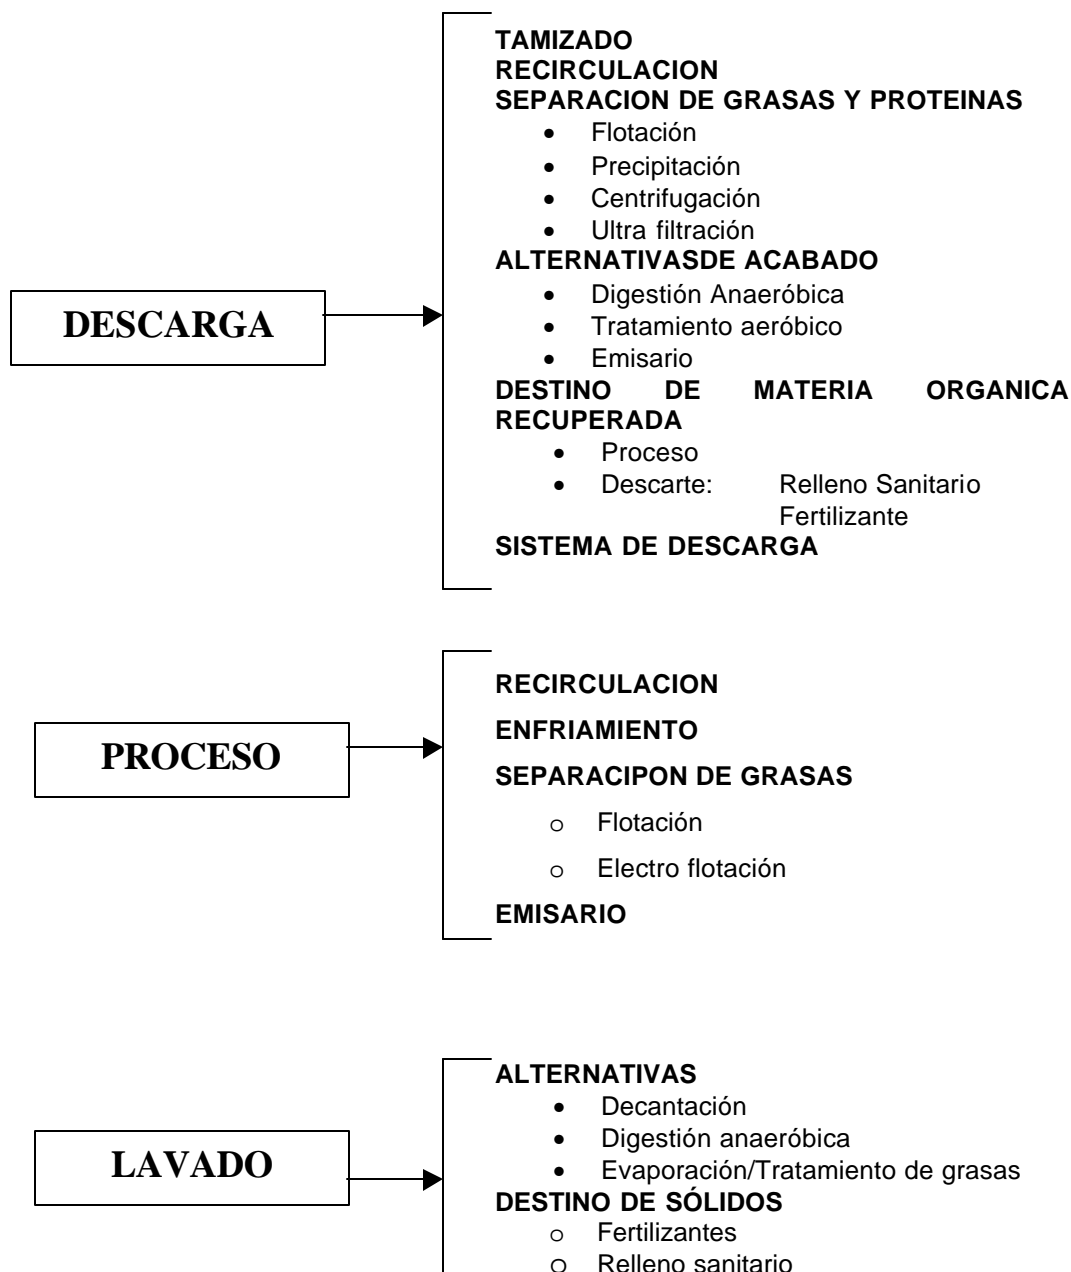 TAMIZADO
RECIRCULACION
SEPARACION DE GRASAS Y PROTEINAS
• Flotación
• Precipitación
• Centrifugación
• Ultra filtración
ALTERNATIVASDE ACABADO
• Digestión Anaeróbica
• Tratamiento aeróbico
• Emisario
DESTINO DE MATERIA ORGANICA
RECUPERADA
• Proceso
• Descarte: Relleno Sanitario
Fertilizante
SISTEMA DE DESCARGA
DESCARGA
RECIRCULACION
ENFRIAMIENTO
SEPARACIPON DE GRASAS
o Flotación
o Electro flotación
EMISARIO
PROCESO
ALTERNATIVAS
• Decantación
• Digestión anaeróbica
• Evaporación/Tratamiento de grasas
DESTINO DE SÓLIDOS
o Fertilizantes
o Relleno sanitario
LAVADO